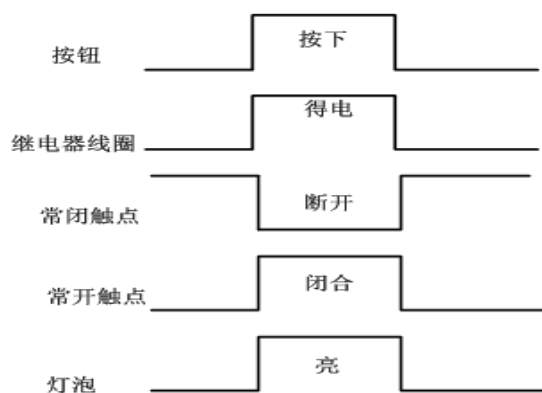 按钮 按下
继电器线圈 得电
常闭触点 断开
常开触点 闭合
灯泡 亮